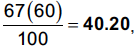 67(60)
100
= 40.20,